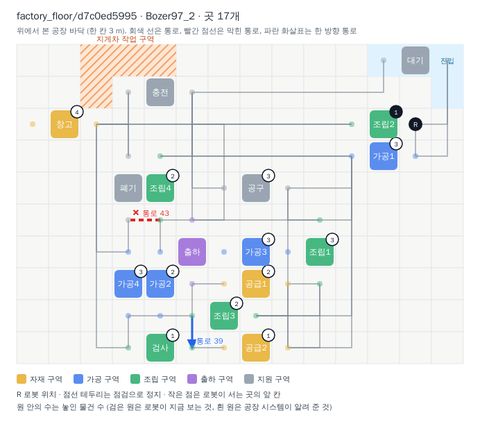 factory_floor/d7c0ed5995 · Bozer97_2 · 곳 17개
위에서 본 공장 바닥 (한 칸 3 m), 회색 선은 통로, 빨간 점선은 막힌 통로, 파란 화살표는 한 방향 통로
지게차 작업 구역
대기
전립
충전
4
창고
1
조립2
R
3
가공1
폐기
2
조립4
3
공구
✖ 통로 43
출하
3
가공3
3
조립1
3
가공4
2
가공2
2
공급1
2
조립3
통로 39
1
검사
1
공급2
자재 구역
가공 구역
조립 구역
출하 구역
지원 구역
R 로봇 위치 · 점선 테두리는 점검으로 정지 · 작은 점은 로봇이 서는 곳의 앞 칸
원 안의 수는 놓인 물건 수 (검은 원은 로봇이 지금 보는 것, 흰 원은 공장 시스템이 알려 준 것)